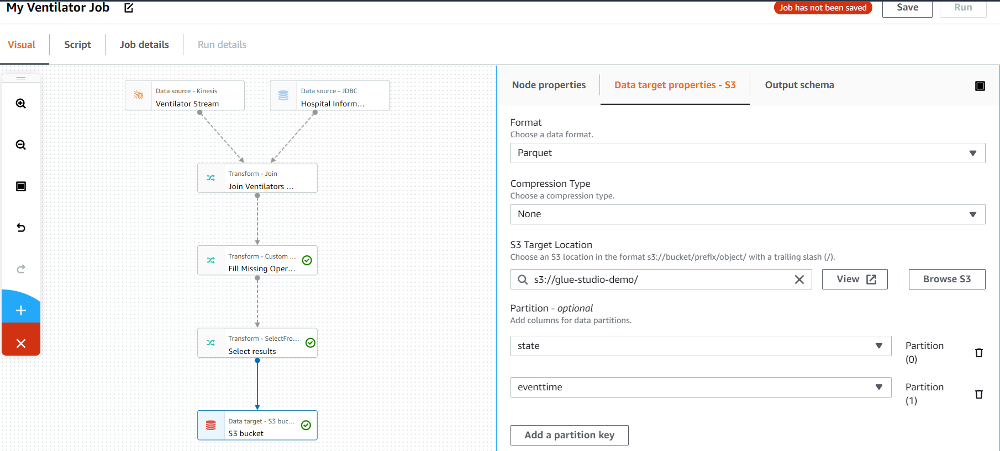 My Ventilator Job
Job has not been saved
Save
Run
Visual
Script
Job details
Run details
Data source - Kinesis
Ventilator Stream
Data source - JDBC
Hospital Inform...
Transform - Join
Join Ventilators ...
Transform - Custom ...
Fill Missing Oper...
Transform - SelectFro...
Select results
Data target - S3 buc...
S3 bucket
Node properties
Data target properties - S3
Output schema
Format
Choose a data format.
Parquet
Compression Type
Choose a compression type.
None
S3 Target Location
Choose an S3 location in the format s3://bucket/prefix/object/ with a trailing slash (/).
s3://glue-studio-demo/
View
Browse S3
Partition - optional
Add columns for data partitions.
state
Partition
(0)
eventtime
Partition
(1)
Add a partition key